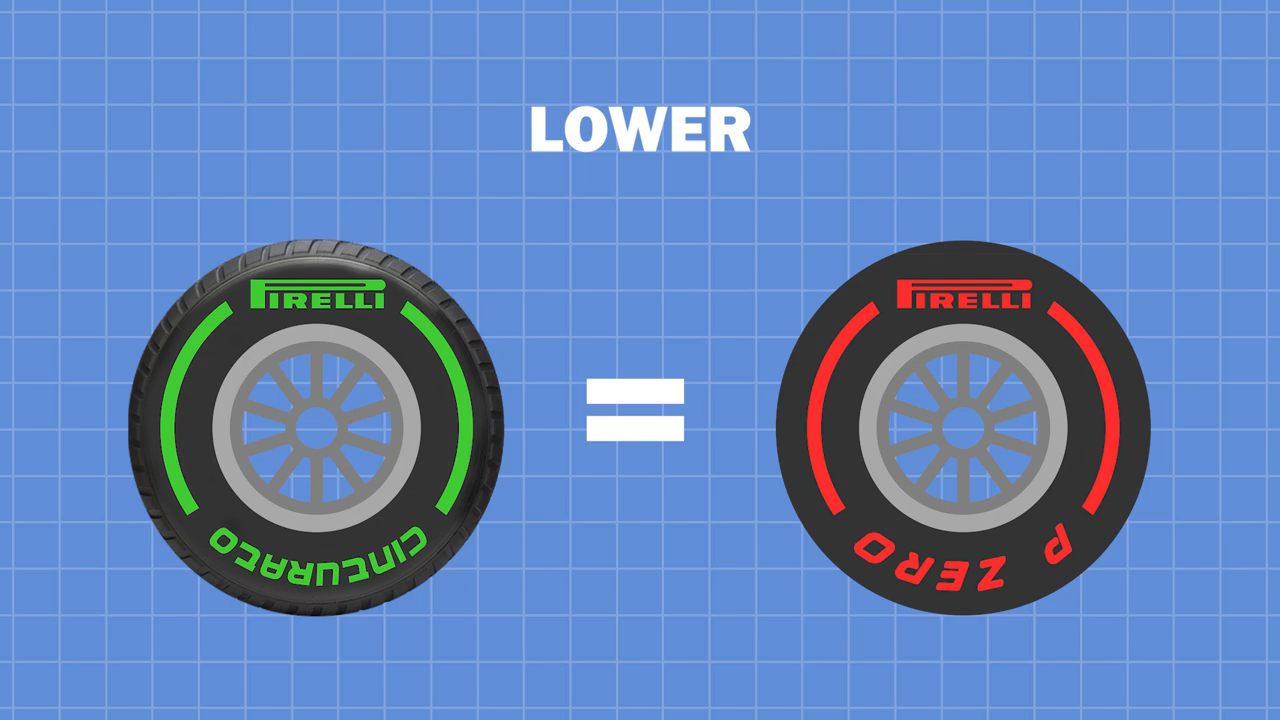 LOWER
PIRELLI
CINTURATO
=
PIRELLI
P ZERO